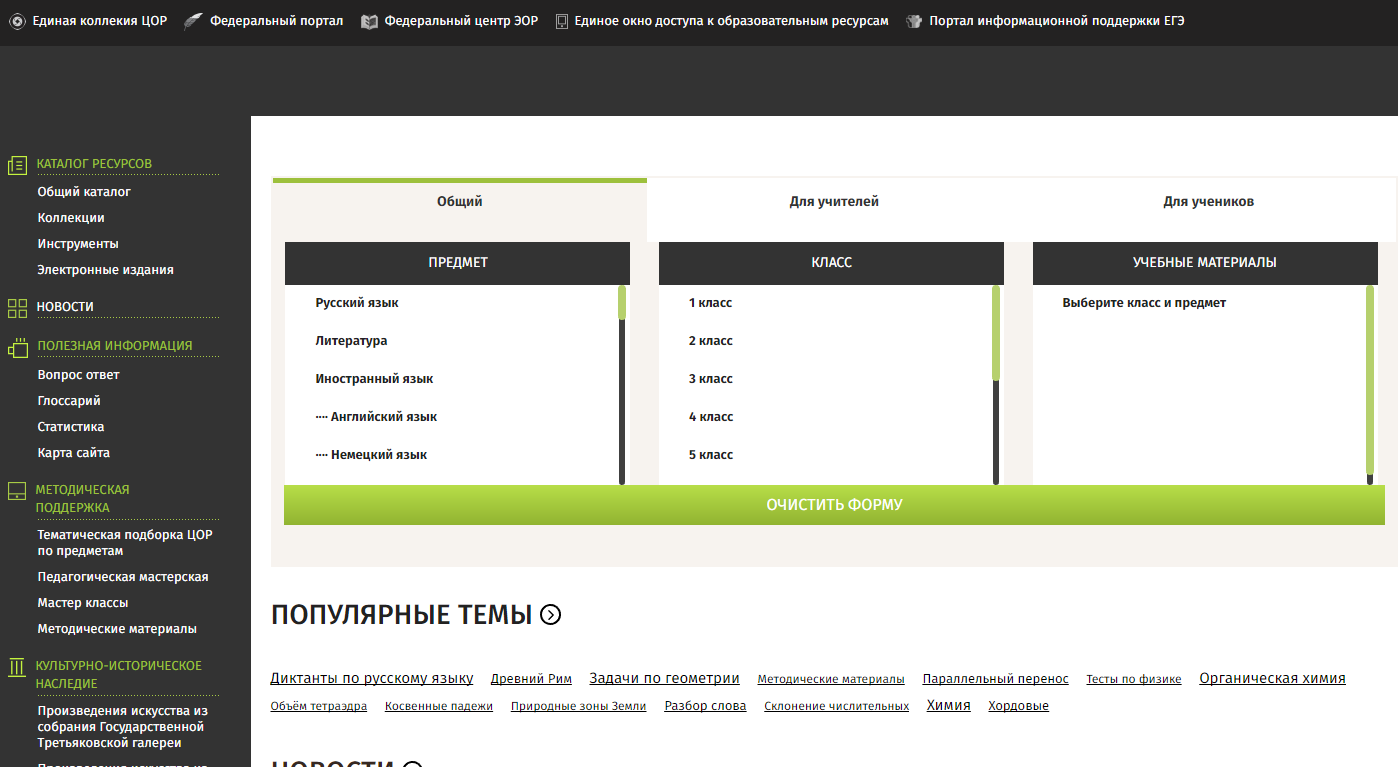 Единая коллекия ЦОР Федеральный портал Федеральный центр ЭОР Единое окно доступа к образовательным ресурсам Портал информационной поддержки ЕГЭ
КАТАЛОГ РЕСУРСОВ
Общий каталог
Коллекции
Инструменты
Электронные издания
НОВОСТИ
ПОЛЕЗНАЯ ИНФОРМАЦИЯ
Вопрос ответ
Глоссарий
Статистика
Карта сайта
МЕТОДИЧЕСКАЯ
ПОДДЕРЖКА
Тематическая подборка ЦОР
по предметам
Педагогическая мастерская
Мастер классы
Методические материалы
КУЛЬТУРНО-ИСТОРИЧЕСКОЕ
НАСЛЕДИЕ
Произведения искусства из
собрания Государственной
Третьяковской галереи
Общий Для учителей Для учеников
ПРЕДМЕТ
Русский язык
Литература
Иностранный язык
···· Английский язык
···· Немецкий язык
КЛАСС
1 класс
2 класс
3 класс
4 класс
5 класс
УЧЕБНЫЕ МАТЕРИАЛЫ
Выберите класс и предмет
ОЧИСТИТЬ ФОРМУ
ПОПУЛЯРНЫЕ ТЕМЫ
Диктанты по русскому языку Древний Рим Задачи по геометрии Методические материалы Параллельный перенос Тесты по физике Органическая химия
Объём тетраэдра Косвенные падежи Природные зоны Земли Разбор слова Склонение числительных Химия Хордовые
НОВОСТИ